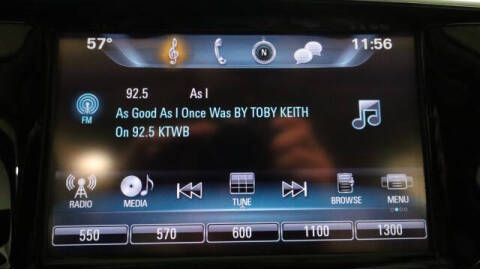 57° 11:56
92.5 As I
FM
As Good As I Once Was BY TOBY KEITH
On 92.5 KTWB
RADIO MEDIA TUNE BROWSE MENU
550 570 600 1100 1300